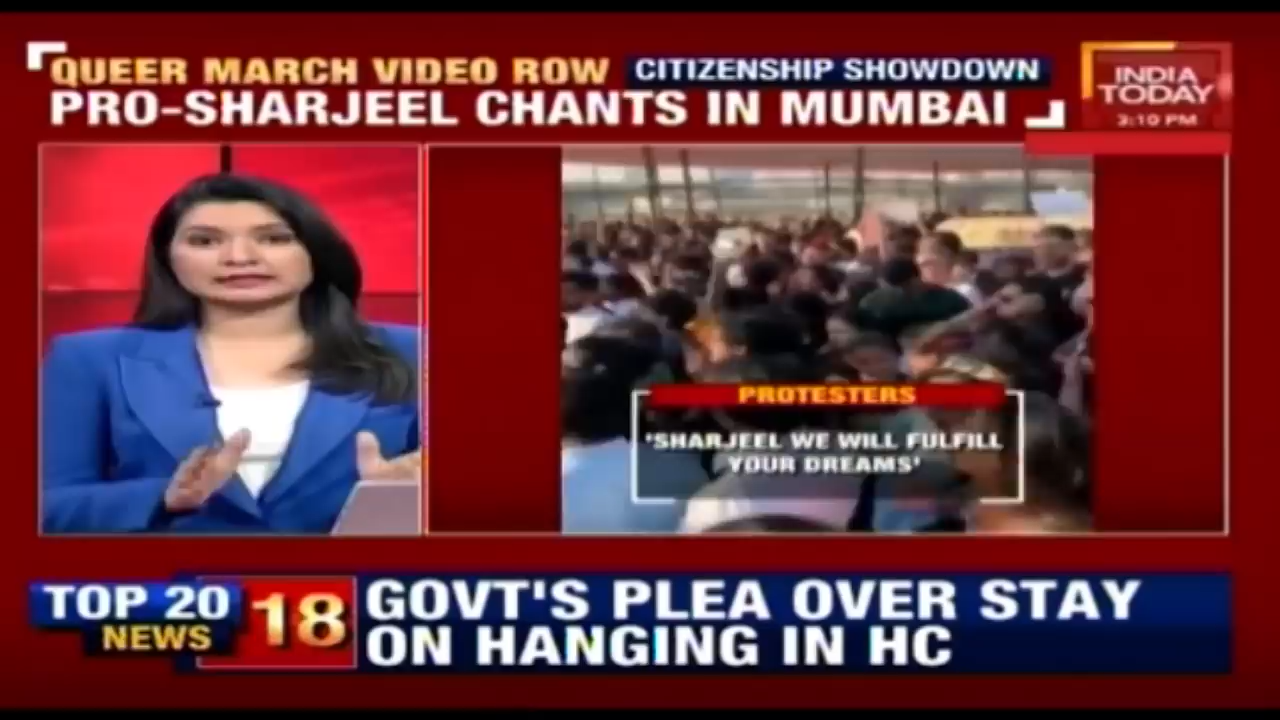 QUEER MARCH VIDEO ROW
CITIZENSHIP SHOWDOWN
PRO-SHARJEEL CHANTS IN MUMBAI
INDIA
TODAY
3:10 PM
PROTESTERS
'SHARJEEL WE WILL FULFILL
YOUR DREAMS'
TOP 20
NEWS
18
GOVT'S PLEA OVER STAY
ON HANGING IN HC